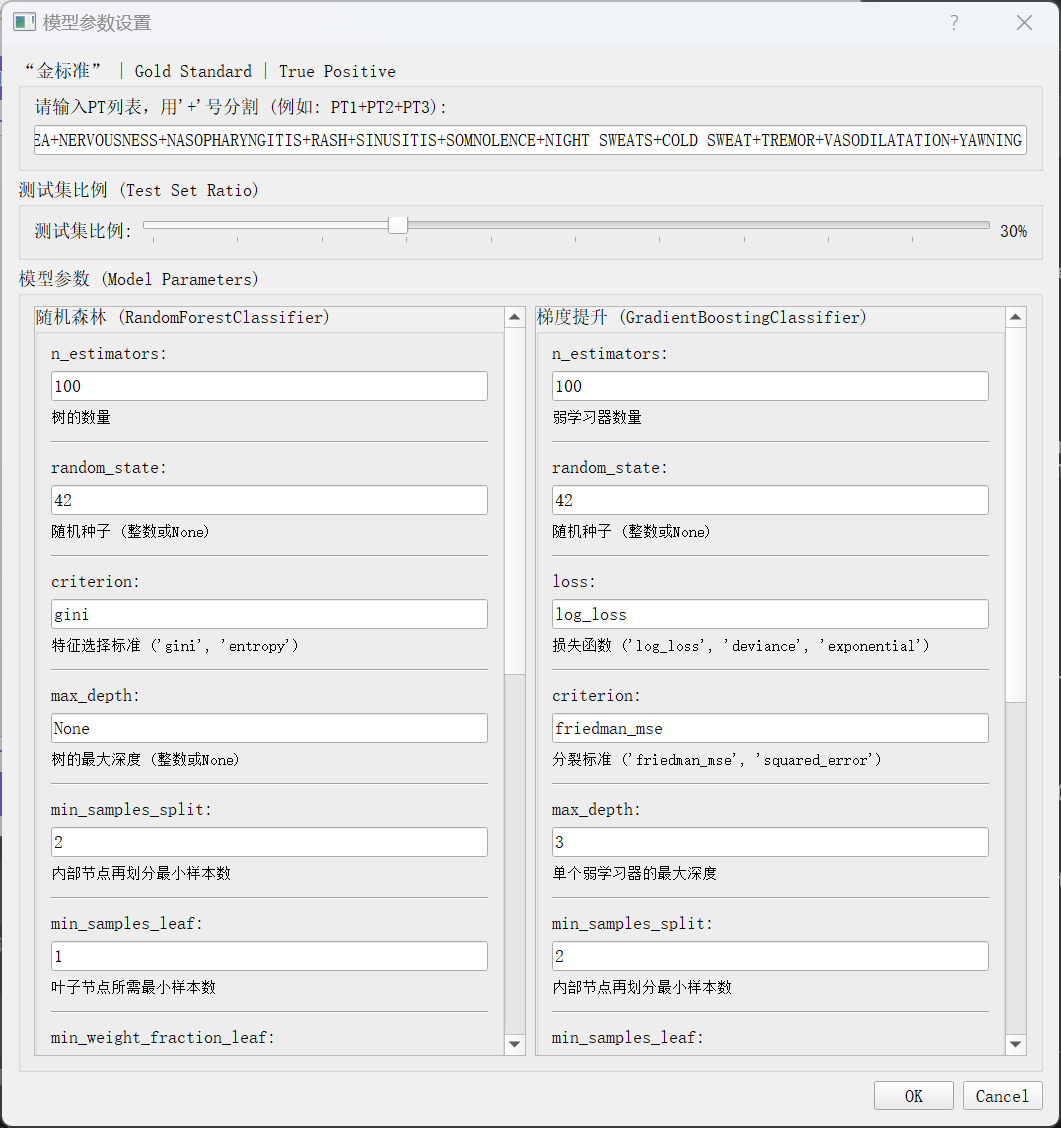 模型参数设置
“金标准” | Gold Standard | True Positive
请输入PT列表，用'+'号分割 (例如: PT1+PT2+PT3):
EA+NERVOUSNESS+NASOPHARYNGITIS+RASH+SINUSITIS+SOMNOLENCE+NIGHT SWEATS+COLD SWEAT+TREMOR+VASODILATATION+YAWNING
测试集比例 (Test Set Ratio)
测试集比例: 30%
模型参数 (Model Parameters)
随机森林 (RandomForestClassifier)
n_estimators:
100
树的数量
random_state:
42
随机种子 (整数或None)
criterion:
gini
特征选择标准 ('gini', 'entropy')
max_depth:
None
树的最大深度 (整数或None)
min_samples_split:
2
内部节点再划分最小样本数
min_samples_leaf:
1
叶子节点所需最小样本数
min_weight_fraction_leaf:
梯度提升 (GradientBoostingClassifier)
n_estimators:
100
弱学习器数量
random_state:
42
随机种子 (整数或None)
loss:
log_loss
损失函数 ('log_loss', 'deviance', 'exponential')
criterion:
friedman_mse
分裂标准 ('friedman_mse', 'squared_error')
max_depth:
3
单个弱学习器的最大深度
min_samples_split:
2
内部节点再划分最小样本数
min_samples_leaf:
OK
Cancel